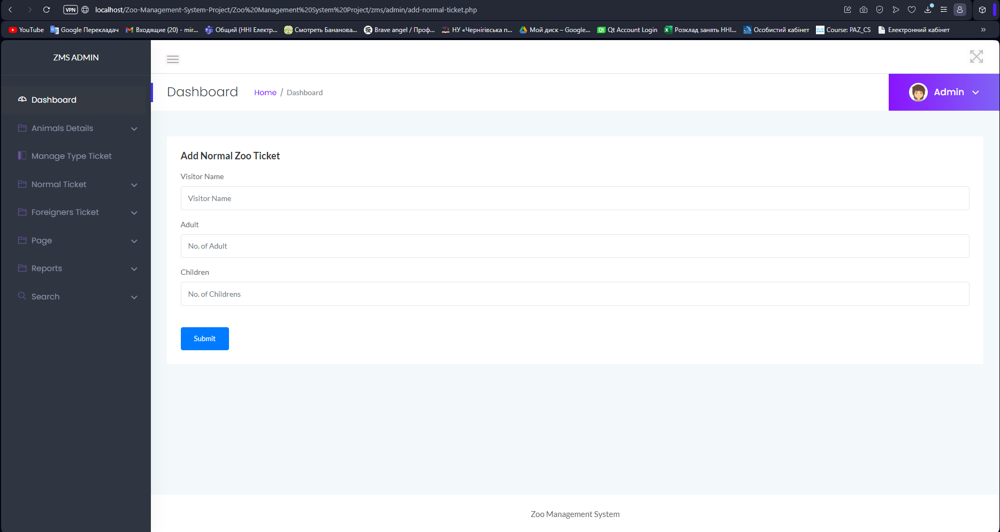 VPN localhost/Zoo-Management-System-Project/Zoo%20Management%20System%20Project/zms/admin/add-normal-ticket.php
YouTube Google Перекладач Входящие (20) - mir... Общий (ННІ Електр... Смотреть Бананова... Brave angel / Проф... НУ «Чернігівська п... Мой диск – Google... Qt Account Login Розклад занять ННІ... Особистий кабінет Course: PAZ_CS Електронний кабінет »
ZMS ADMIN
Dashboard
Animals Details
Manage Type Ticket
Normal Ticket
Foreigners Ticket
Page
Reports
Search
Dashboard Home / Dashboard
Admin
Add Normal Zoo Ticket
Visitor Name
Visitor Name
Adult
No. of Adult
Children
No. of Childrens
Submit
Zoo Management System